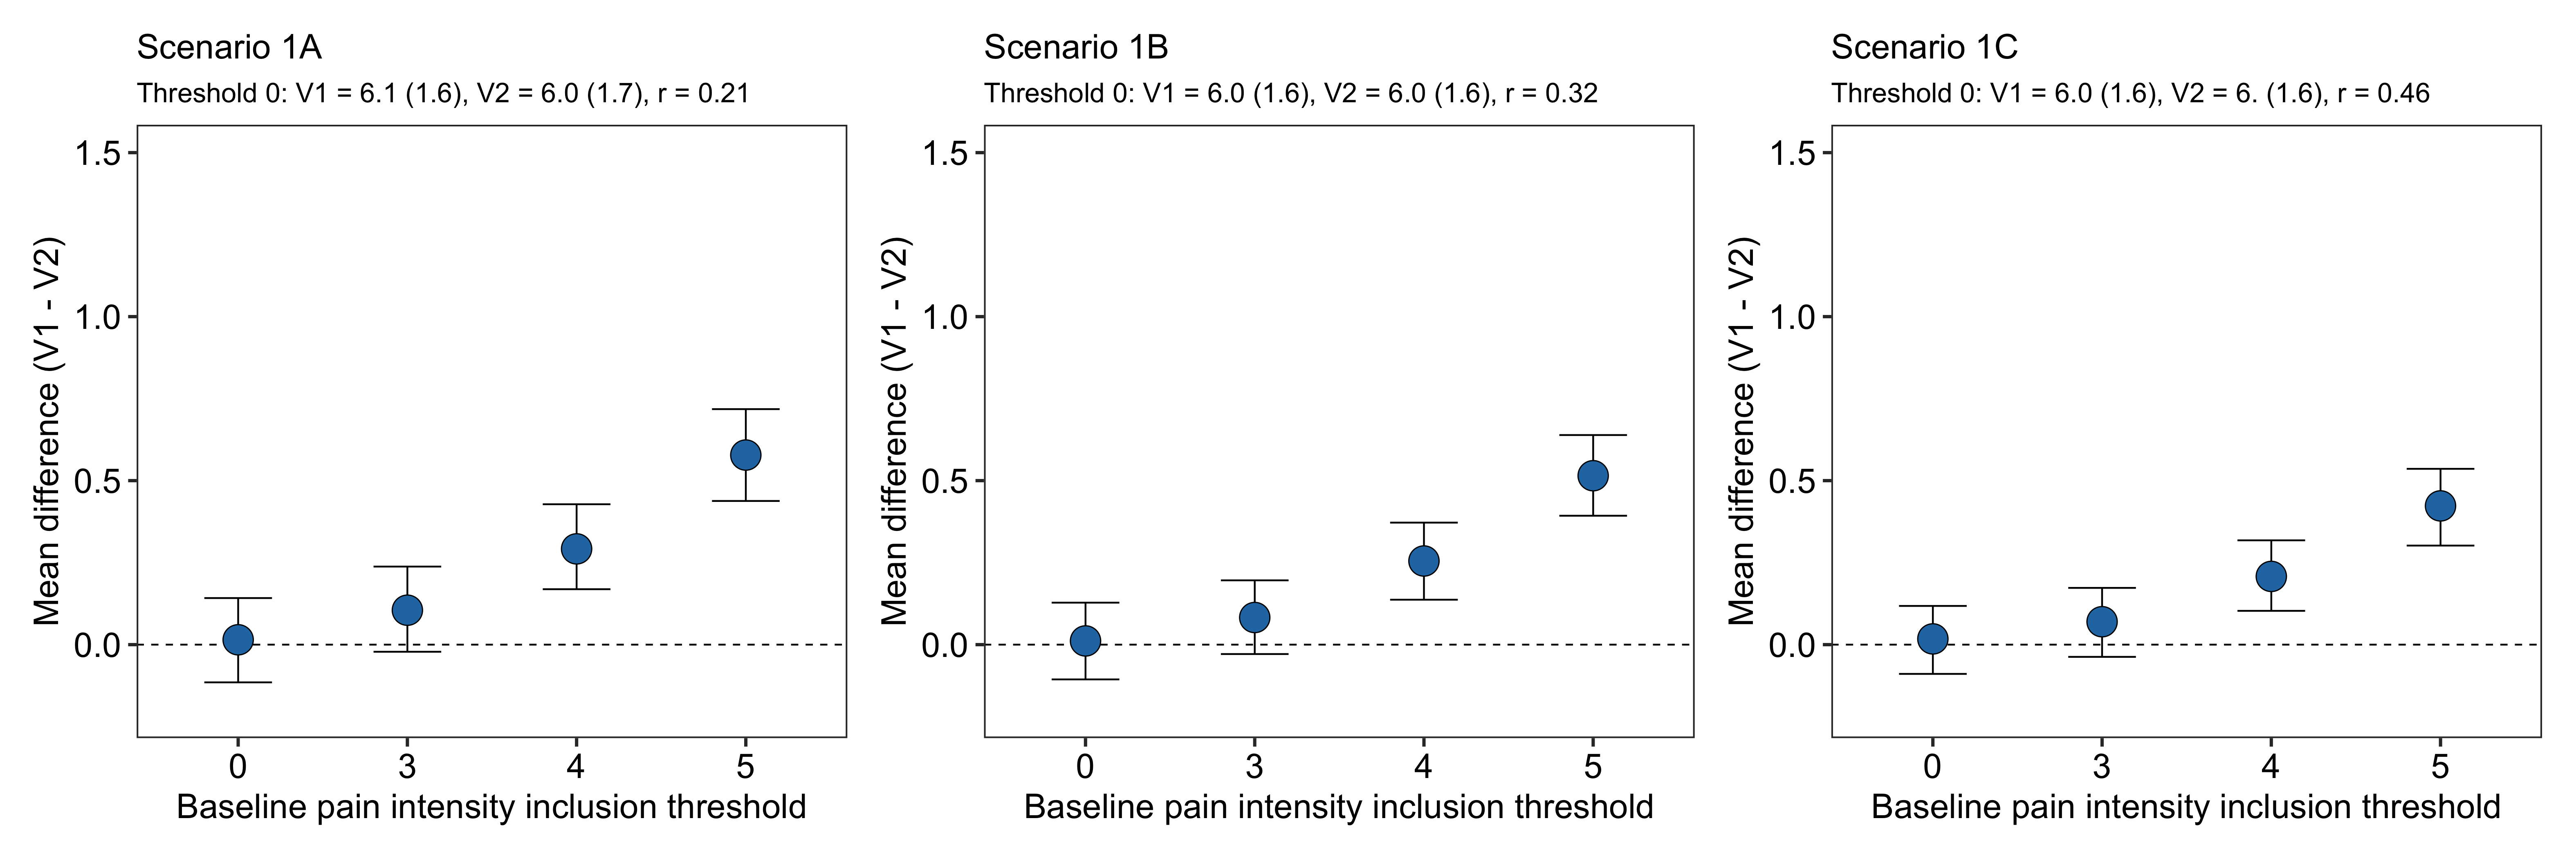 Scenario 1A
Threshold 0: V1 = 6.1 (1.6), V2 = 6.0 (1.7), r = 0.21
Mean difference (V1 - V2)
1.5
1.0
0.5
0.0
0 3 4 5
Baseline pain intensity inclusion threshold
Scenario 1B
Threshold 0: V1 = 6.0 (1.6), V2 = 6.0 (1.6), r = 0.32
Mean difference (V1 - V2)
1.5
1.0
0.5
0.0
0 3 4 5
Baseline pain intensity inclusion threshold
Scenario 1C
Threshold 0: V1 = 6.0 (1.6), V2 = 6. (1.6), r = 0.46
Mean difference (V1 - V2)
1.5
1.0
0.5
0.0
0 3 4 5
Baseline pain intensity inclusion threshold